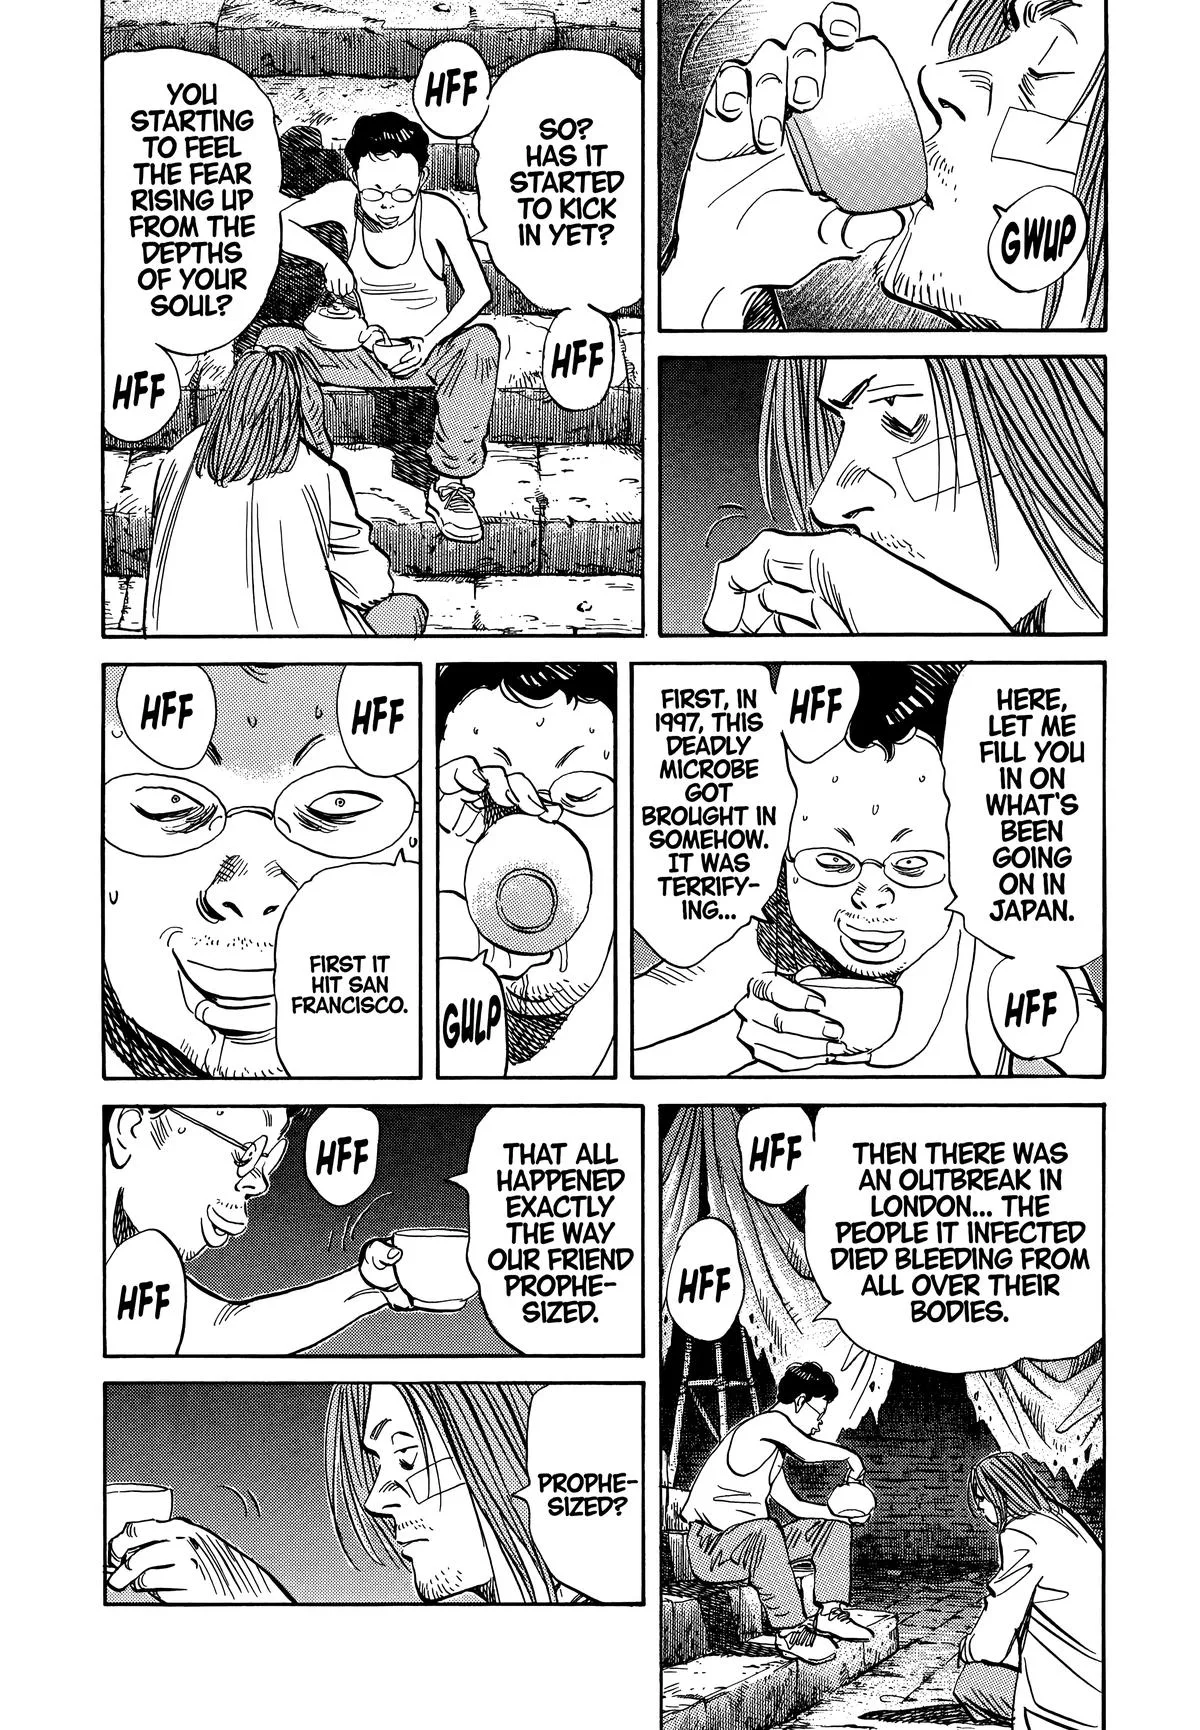 GWUP
HFF
SO?
HAS IT
STARTED
TO KICK
IN YET?
HFF
YOU
STARTING
TO FEEL
THE FEAR
RISING UP
FROM THE
DEPTHS
OF YOUR
SOUL?
HFF
HERE,
LET ME
FILL YOU
IN ON
WHAT'S
BEEN
GOING
ON IN
JAPAN.
HFF
HFF
FIRST, IN
1997, THIS
DEADLY
MICROBE
GOT
BROUGHT IN
SOMEHOW.
IT WAS
TERRIFY-
ING...
GULP
HFF
HFF
FIRST IT
HIT SAN
FRANCISCO.
THEN THERE WAS
AN OUTBREAK IN
LONDON... THE
PEOPLE IT INFECTED
DIED BLEEDING FROM
ALL OVER THEIR
BODIES.
HFF
HFF
THAT ALL
HAPPENED
EXACTLY
THE WAY
OUR FRIEND
PROPHE-
SIZED.
HFF
HFF
PROPHE-
SIZED?